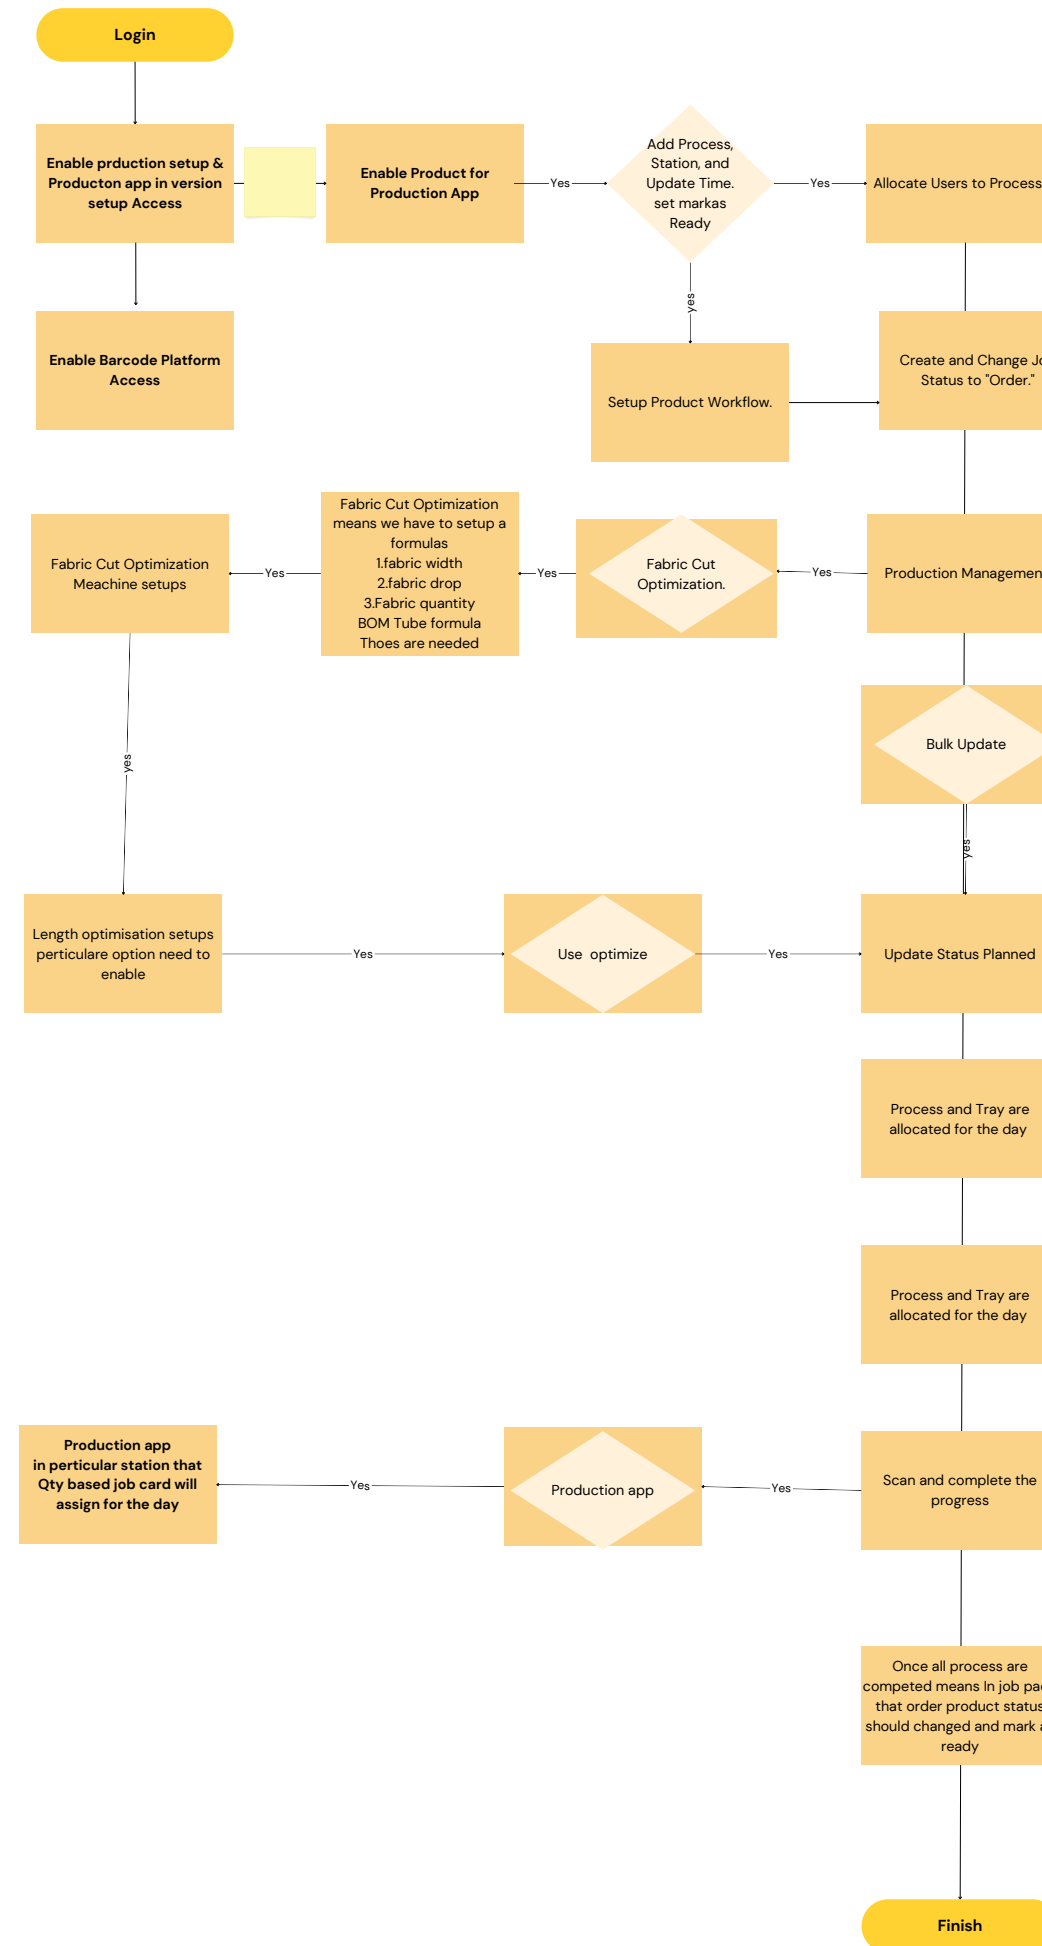 Login
Enable prduction setup &
Producton app in version
setup Access
Enable Product for
Production App
Yes
Add Process,
Station, and
Update Time.
set markas
Ready
Yes
Allocate Users to Process
yes
Enable Barcode Platform
Access
Setup Product Workflow.
Create and Change
Status to "Order."
Fabric Cut Optimization
Meachine setups
Yes
Fabric Cut Optimization
means we have to setup a
formulas
1.fabric width
2.fabric drop
3.Fabric quantity
BOM Tube formula
Thoes are needed
Yes
Fabric Cut
Optimization.
Yes
Production
Bulk Update
yes
yes
Length optimisation setups
perticulare option need to
enable
Yes
Use optimize
Yes
Update Status Planned
Process and Tray are
allocated for the day
Process and Tray are
allocated for the day
Production app
in perticular station that
Qty based job card will
assign for the day
Yes
Production app
Yes
Scan and complete the
progress
Once all process are
competed means In job
that order product status
should changed and mark
ready
Finish